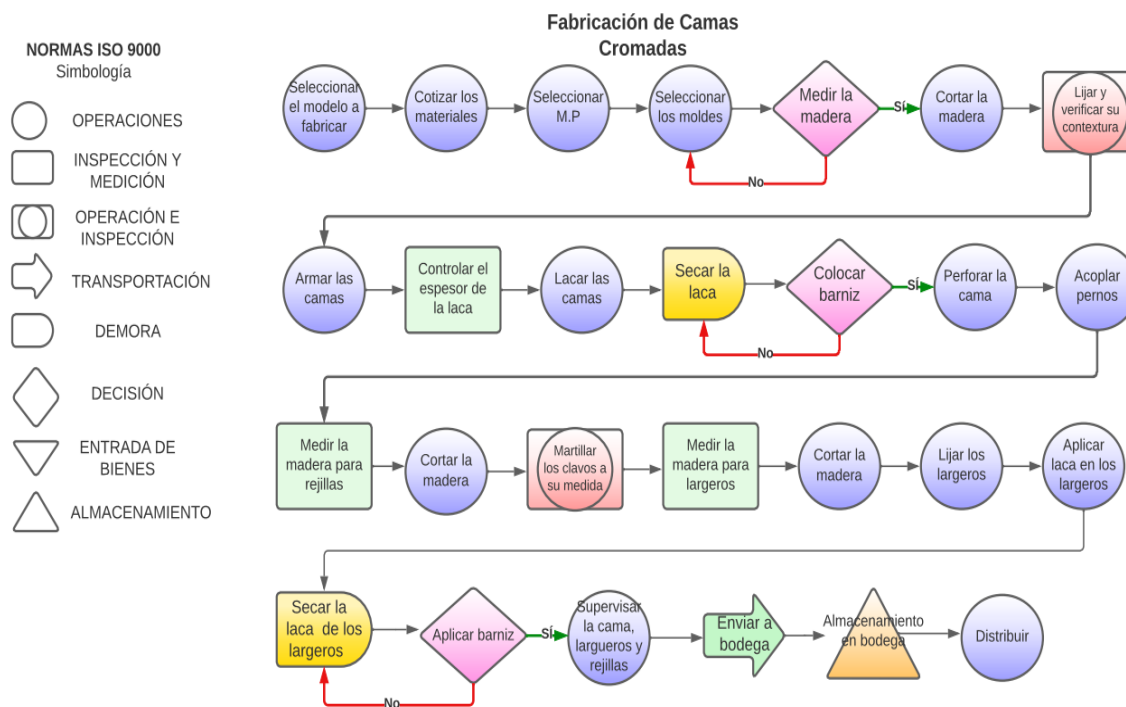 Fabricación de Camas
Cromadas
NORMAS ISO 9000
Simbología
OPERACIONES
INSPECCIÓN Y
MEDICIÓN
OPERACIÓN E
INSPECCIÓN
TRANSPORTACIÓN
DEMORA
DECISIÓN
ENTRADA DE
BIENES
ALMACENAMIENTO
Seleccionar
el modelo a
fabricar
Cotizar los
materiales
Seleccionar
M.P
Seleccionar
los moldes
Medir la
madera
Sí
No
Cortar la
madera
Lijar y
verificar su
contextura
Armar las
camas
Controlar el
espesor de
la laca
Lacar las
camas
Secar la
laca
Colocar
barniz
Sí
No
Perforar la
cama
Acoplar
pernos
Medir la
madera para
rejillas
Cortar la
madera
Martillar
los clavos a
su medida
Medir la
madera para
largeros
Cortar la
madera
Lijar los
largeros
Aplicar
laca en los
largeros
Secar la
laca de los
largeros
Aplicar barniz
Sí
No
Supervisar
la cama,
largueros y
rejillas
Enviar a
bodega
Almacenamiento
en bodega
Distribuir